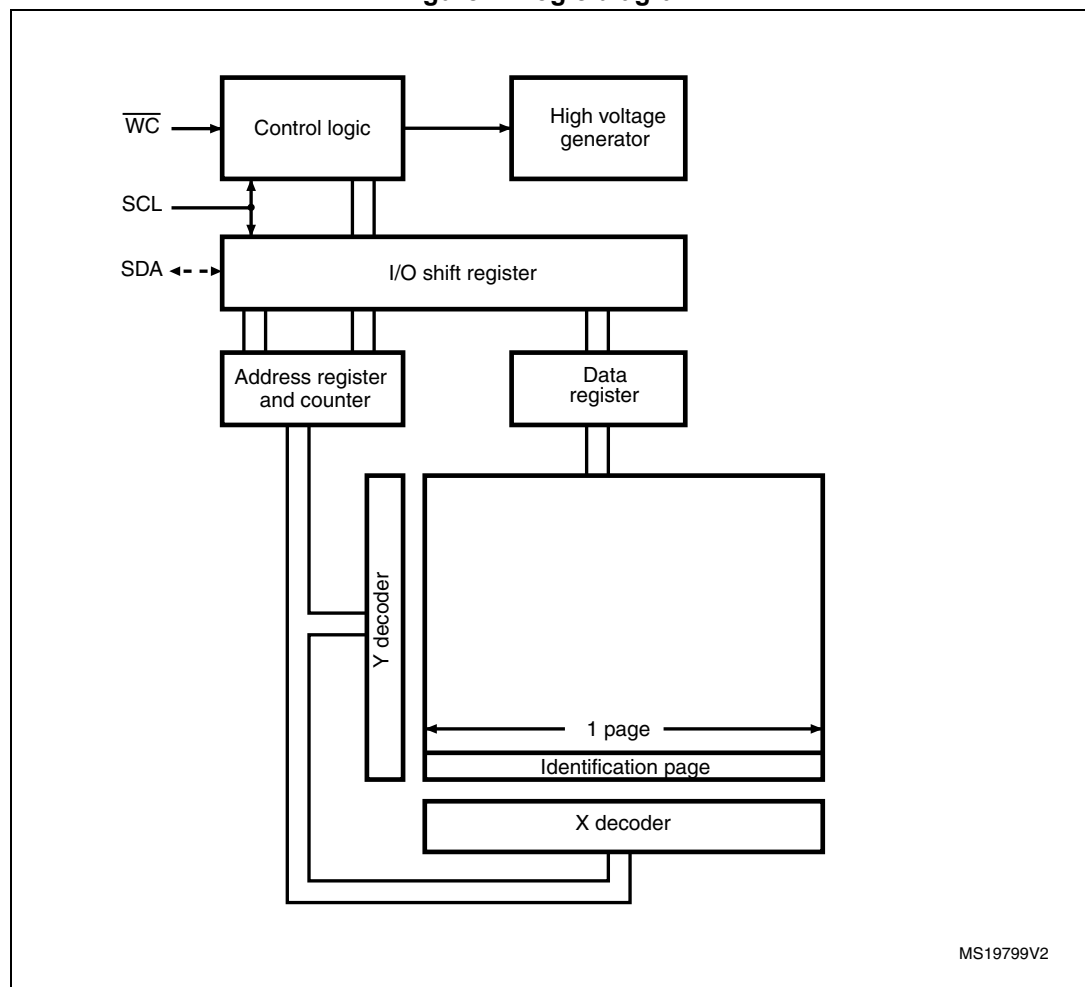 WC
Control logic
High voltage
generator
SCL
SDA
I/O shift register
Address register
and counter
Data
register
Y decoder
1 page
Identification page
X decoder
MS19799V2